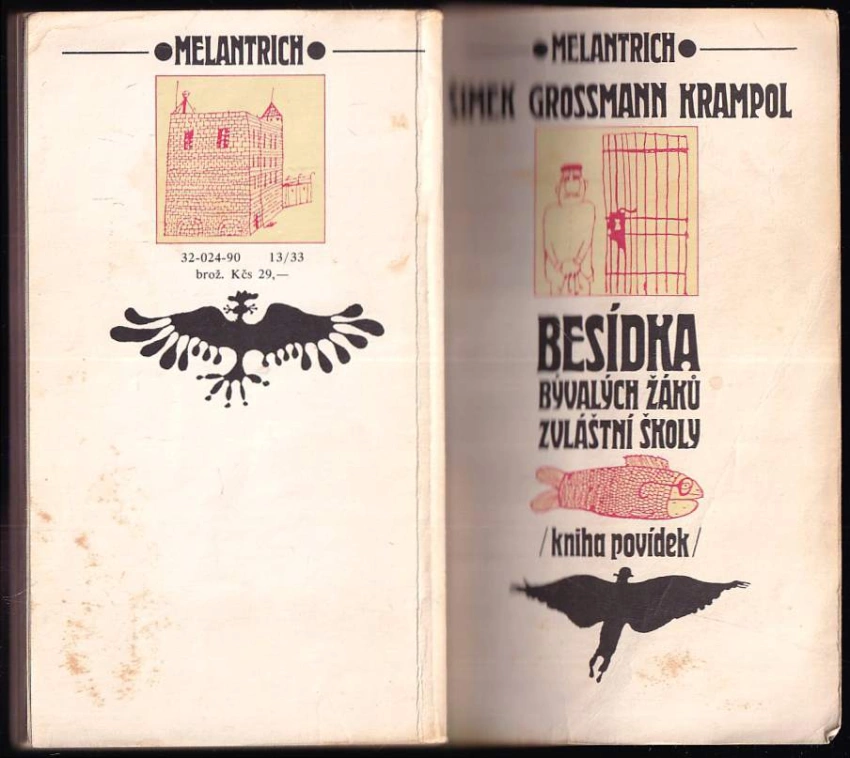 MELANTRICH
32-024-90 13/33
brož. Kčs 29,—
MELANTRICH
ŠIMEK GROSSMANN KRAMPOL
BESÍDKA
BÝVALÝCH ŽÁKŮ
ZVLÁŠTNÍ ŠKOLY
/kniha povídek/